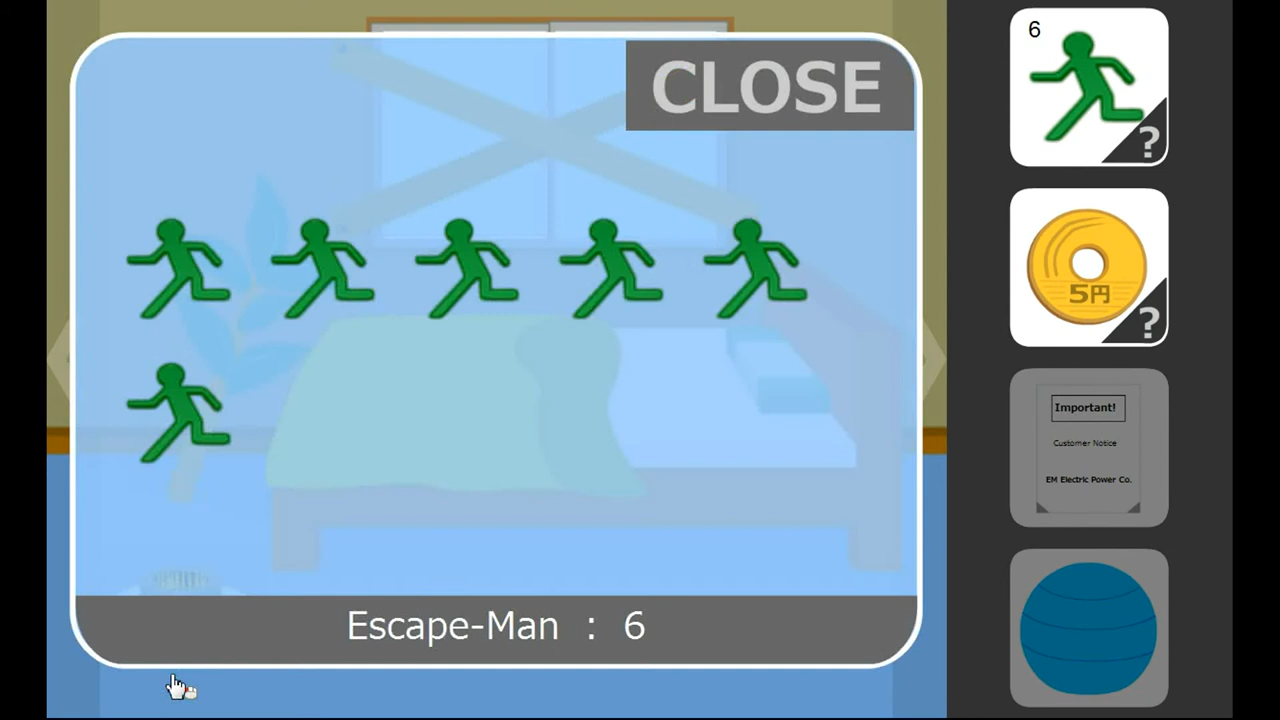 CLOSE
Escape-Man : 6
6
?
5円
?
Important!
Customer Notice
EM Electric Power Co.